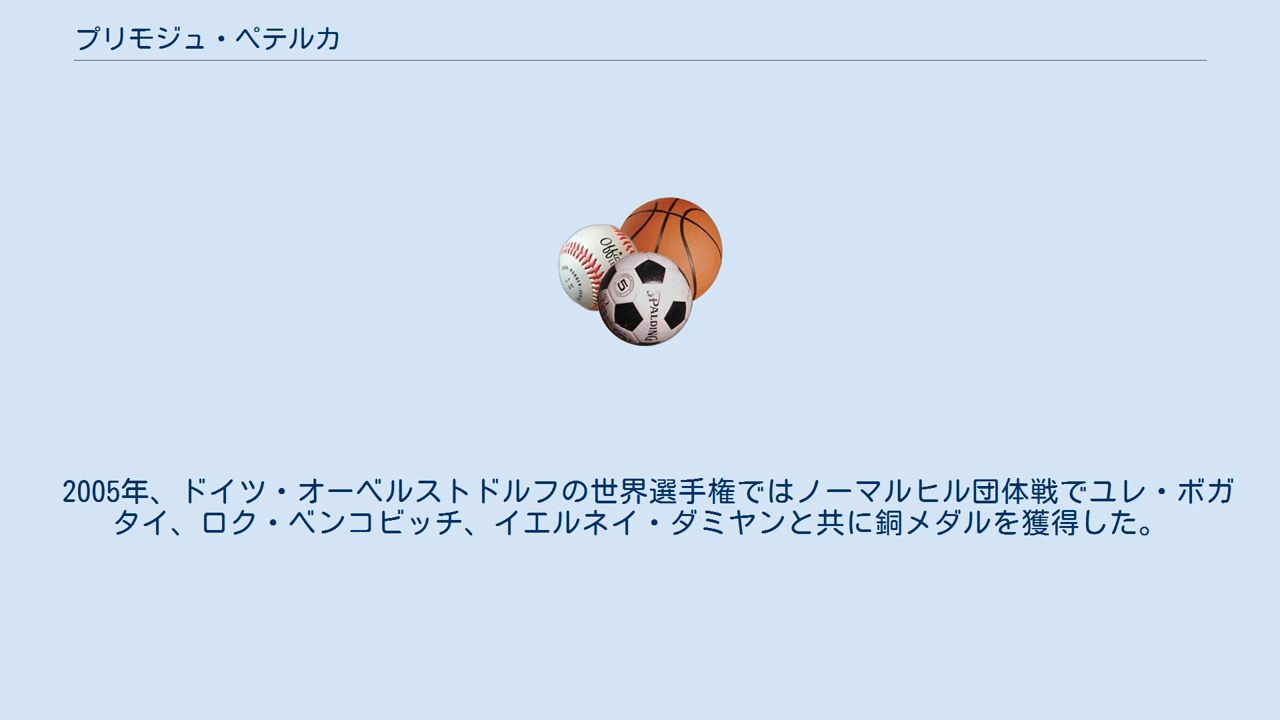 プリモジュ・ペテルカ
Offici
5
SPALDING
2005年、ドイツ・オーベルストドルフの世界選手権ではノーマルヒル団体戦でユレ・ボガ
タイ、ロク・ベンコビッチ、イエルネイ・ダミヤンと共に銅メダルを獲得した。